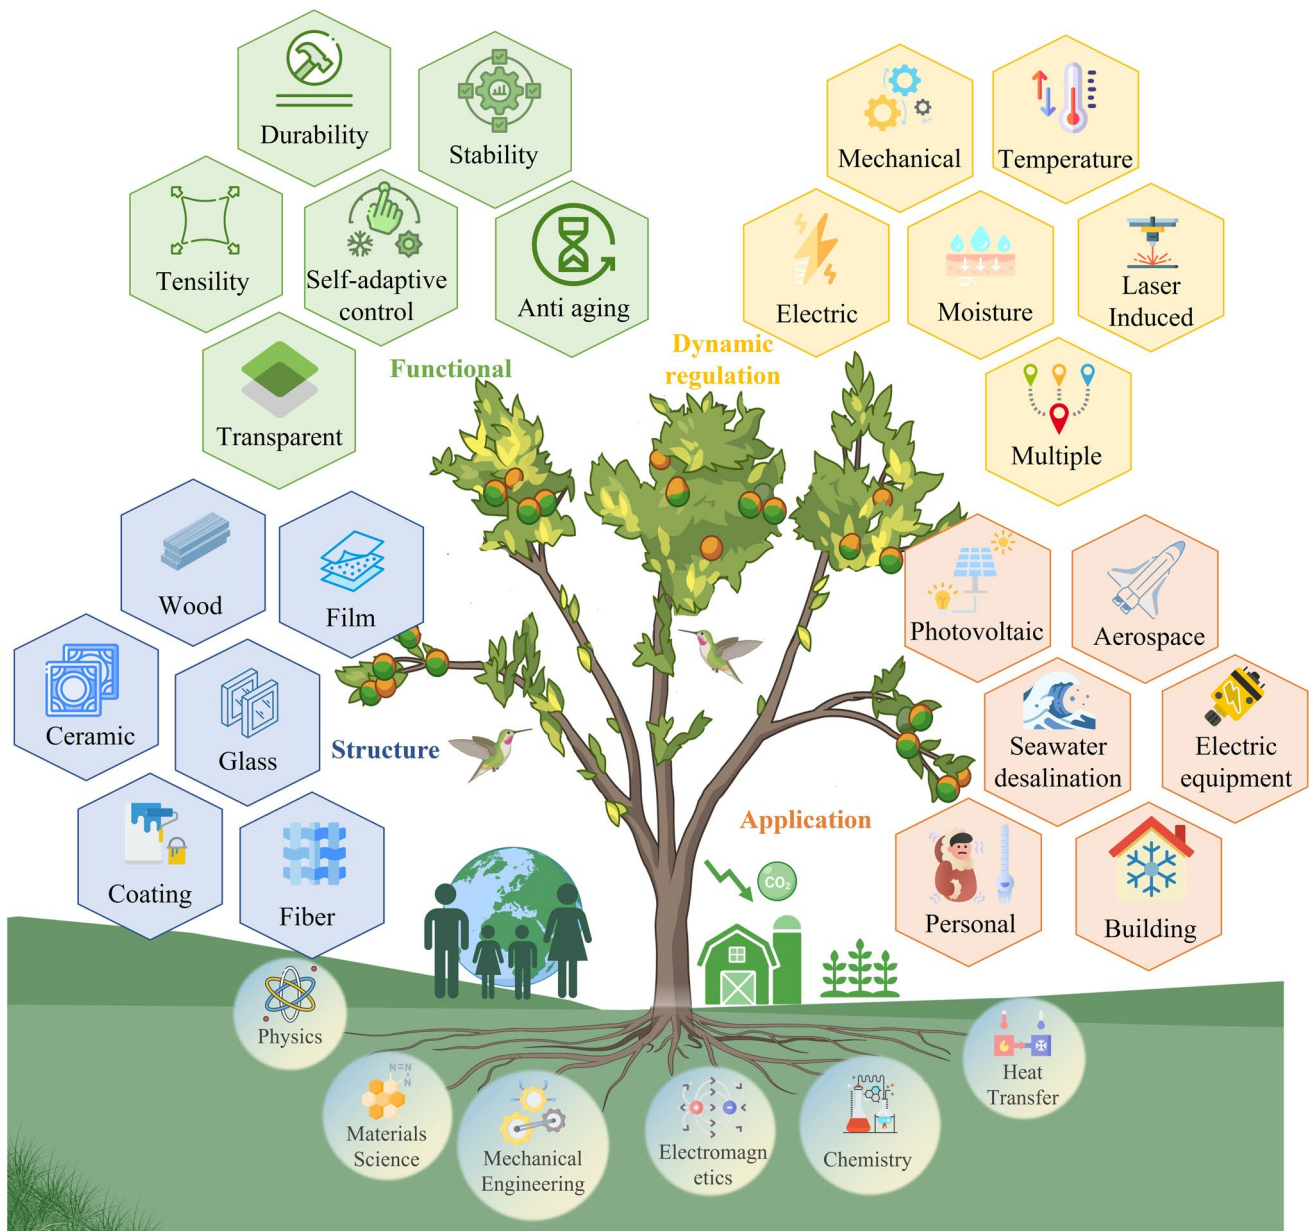 Durability
Stability
Tensility
Self-adaptive
control
Anti aging
Transparent
Functional
Mechanical
Temperature
Electric
Moisture
Laser
Induced
Multiple
Dynamic
regulation
Wood
Film
Ceramic
Glass
Coating
Fiber
Structure
Photovoltaic
Aerospace
Seawater
desalination
Electric
equipment
Personal
Building
Application
CO₂
Physics
N=N
N
Materials
Science
Mechanical
Engineering
Electromagn
etics
Chemistry
Heat
Transfer